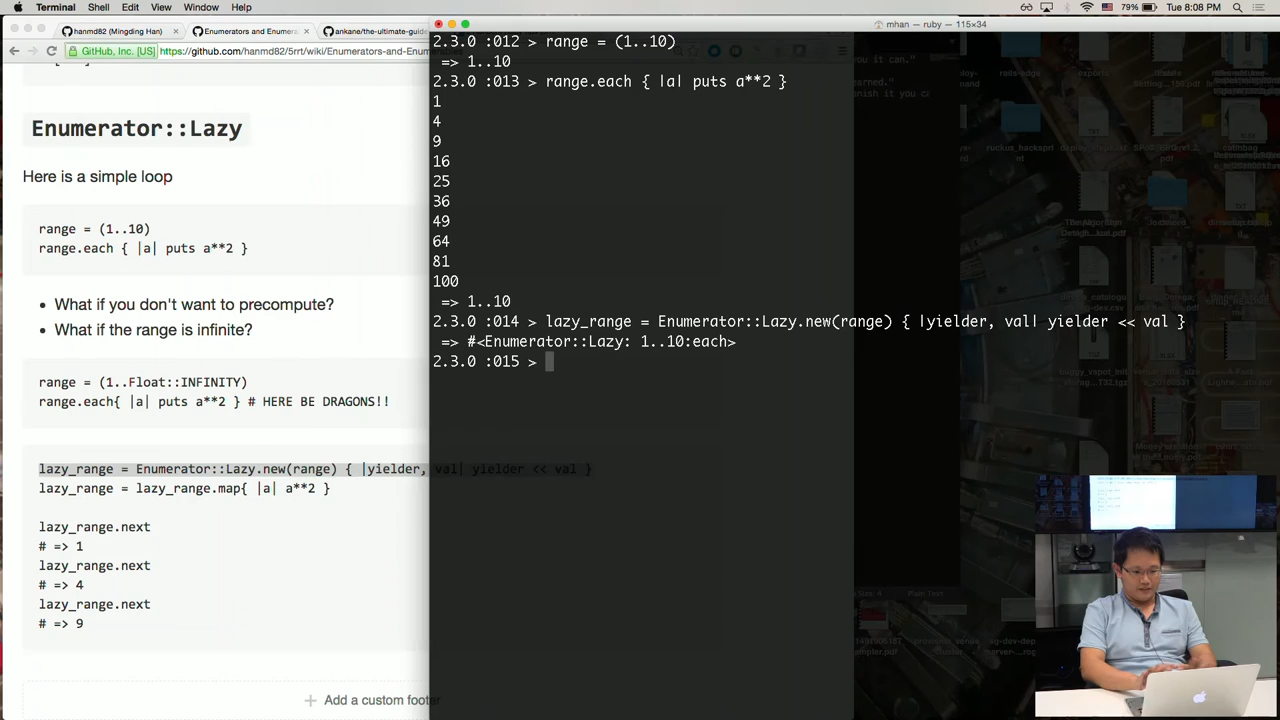 Terminal Shell Edit View Window Help
79% Tue 8:08 PM
hanmd82 (Mingding Han) × Enumerators and Enumer × ankane/the-ultimate-guide
mhan — ruby — 115×34
GitHub, Inc. [US] https://github.com/hanmd82/5rrt/wiki/Enumerators-and-Enumerables
Enumerator::Lazy
Here is a simple loop
range = (1..10)
range.each { |a| puts a**2 }
What if you don't want to precompute?
What if the range is infinite?
range = (1..Float::INFINITY)
range.each{ |a| puts a**2 } # HERE BE DRAGONS!!
lazy_range = Enumerator::Lazy.new(range) { |yielder, val| yielder << val }
lazy_range = lazy_range.map{ |a| a**2 }
lazy_range.next
# => 1
lazy_range.next
# => 4
lazy_range.next
# => 9
+ Add a custom footer
2.3.0 :012 > range = (1..10)
=> 1..10
2.3.0 :013 > range.each { |a| puts a**2 }
1
4
9
16
25
36
49
64
81
100
=> 1..10
2.3.0 :014 > lazy_range = Enumerator::Lazy.new(range) { |yielder, val| yielder << val }
=> #<Enumerator::Lazy: 1..10:each>
2.3.0 :015 >